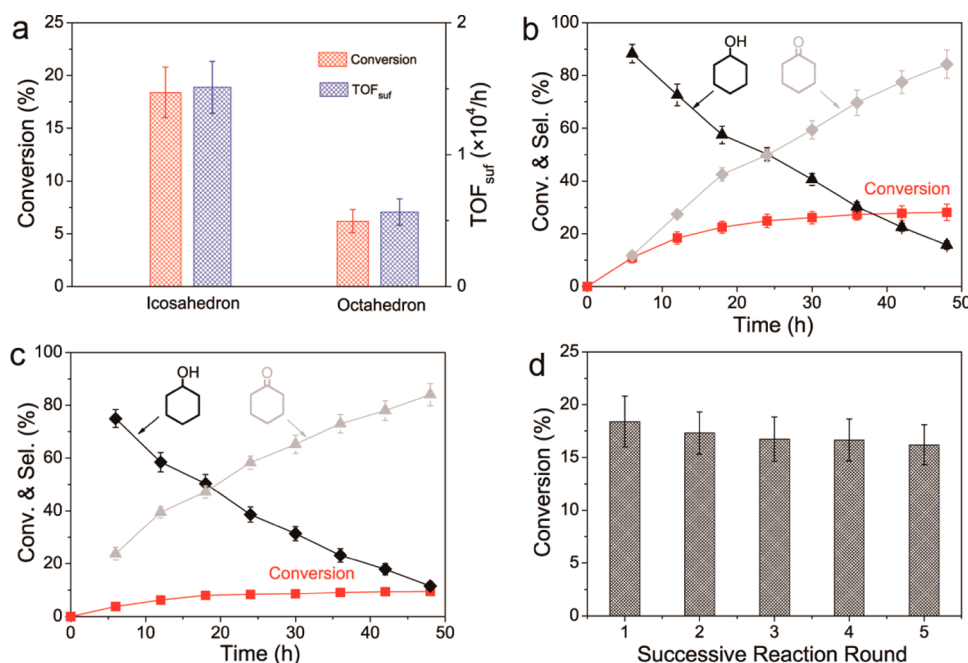 a
25
20
15
10
5
0
Conversion (%)
Conversion
TOFsuf
2
1
0
TOFsuf (×10⁴/h)
Icosahedron
Octahedron
b
100
80
60
40
20
0
Conv. & Sel. (%)
OH
O
Conversion
0
10
20
30
40
50
Time (h)
c
100
80
60
40
20
0
Conv. & Sel. (%)
OH
O
Conversion
0
10
20
30
40
50
Time (h)
d
25
20
15
10
5
0
Conversion (%)
1
2
3
4
5
Successive Reaction Round